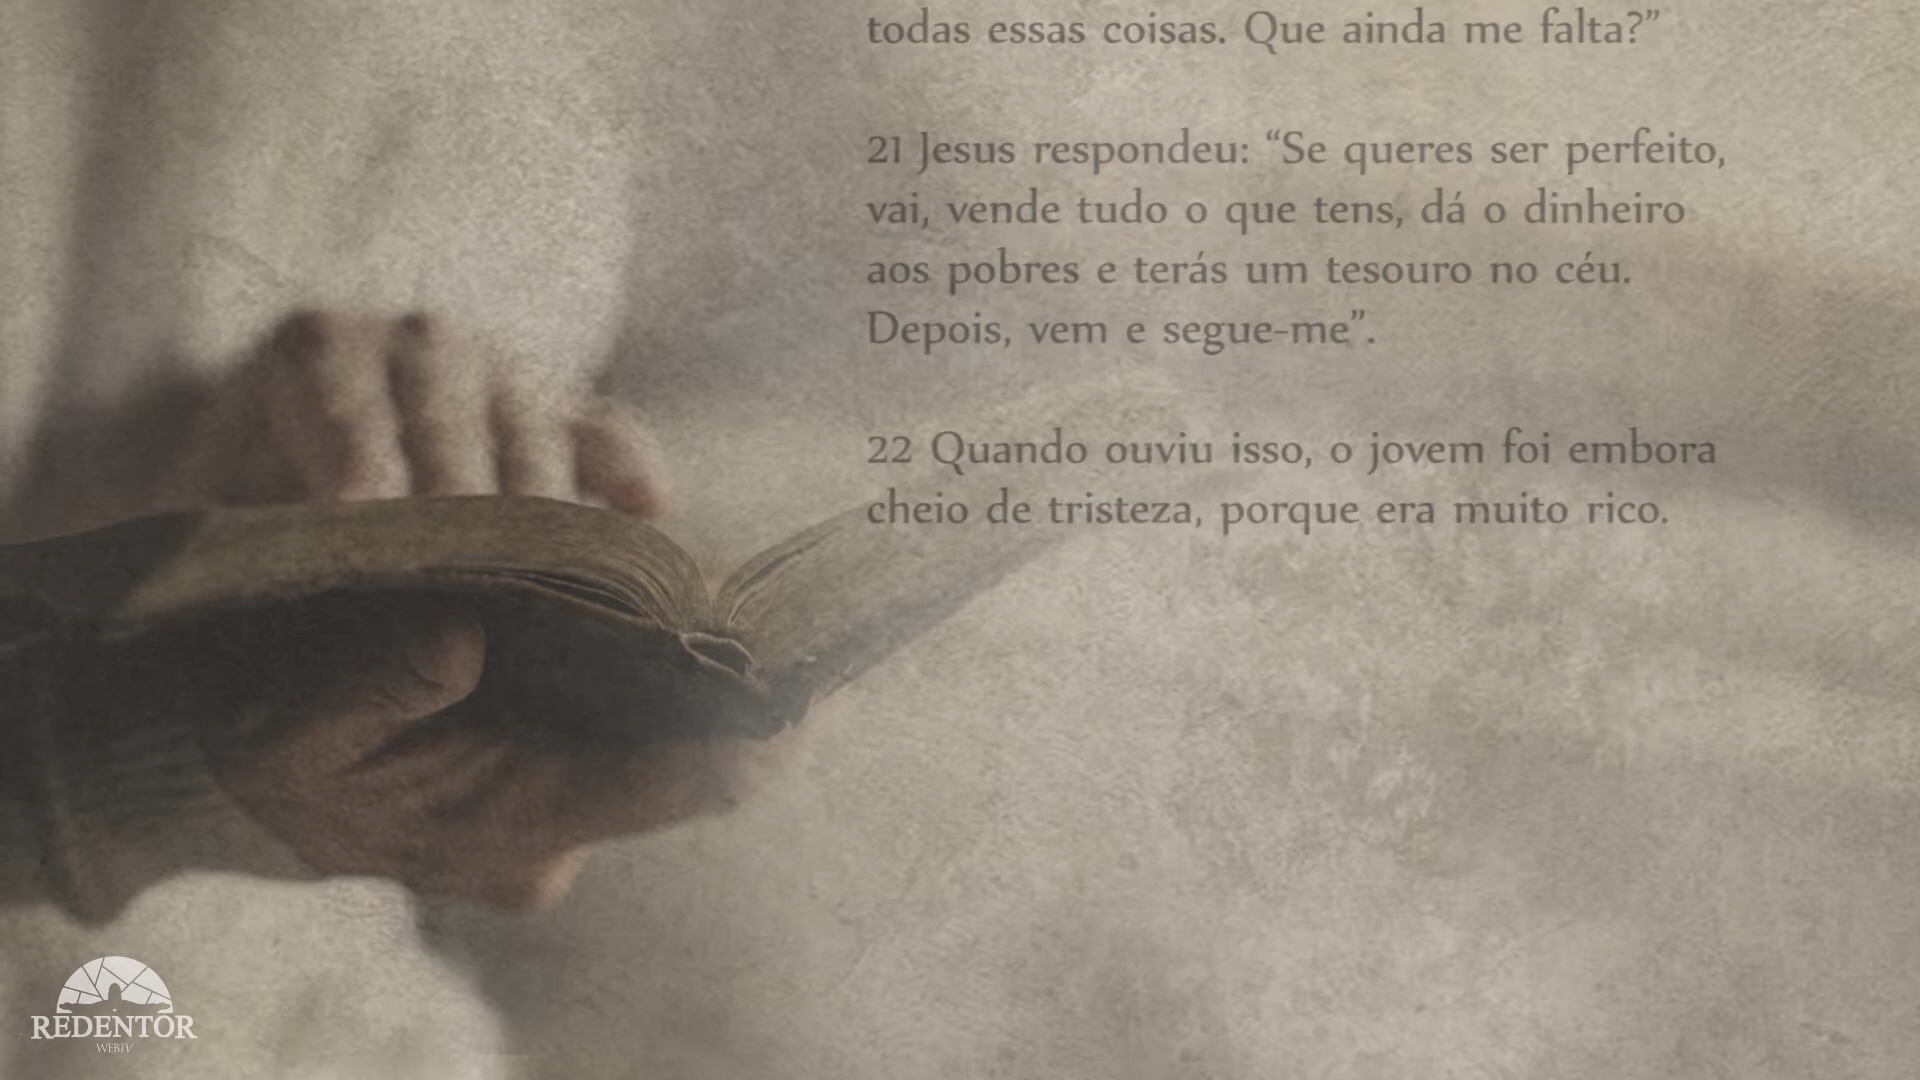 todas essas coisas. Que ainda me falta?”
21 Jesus respondeu: “Se queres ser perfeito,
vai, vende tudo o que tens, dá o dinheiro
aos pobres e terás um tesouro no céu.
Depois, vem e segue-me”.
22 Quando ouviu isso, o jovem foi embora
cheio de tristeza, porque era muito rico.
REDENTOR
WEBTV